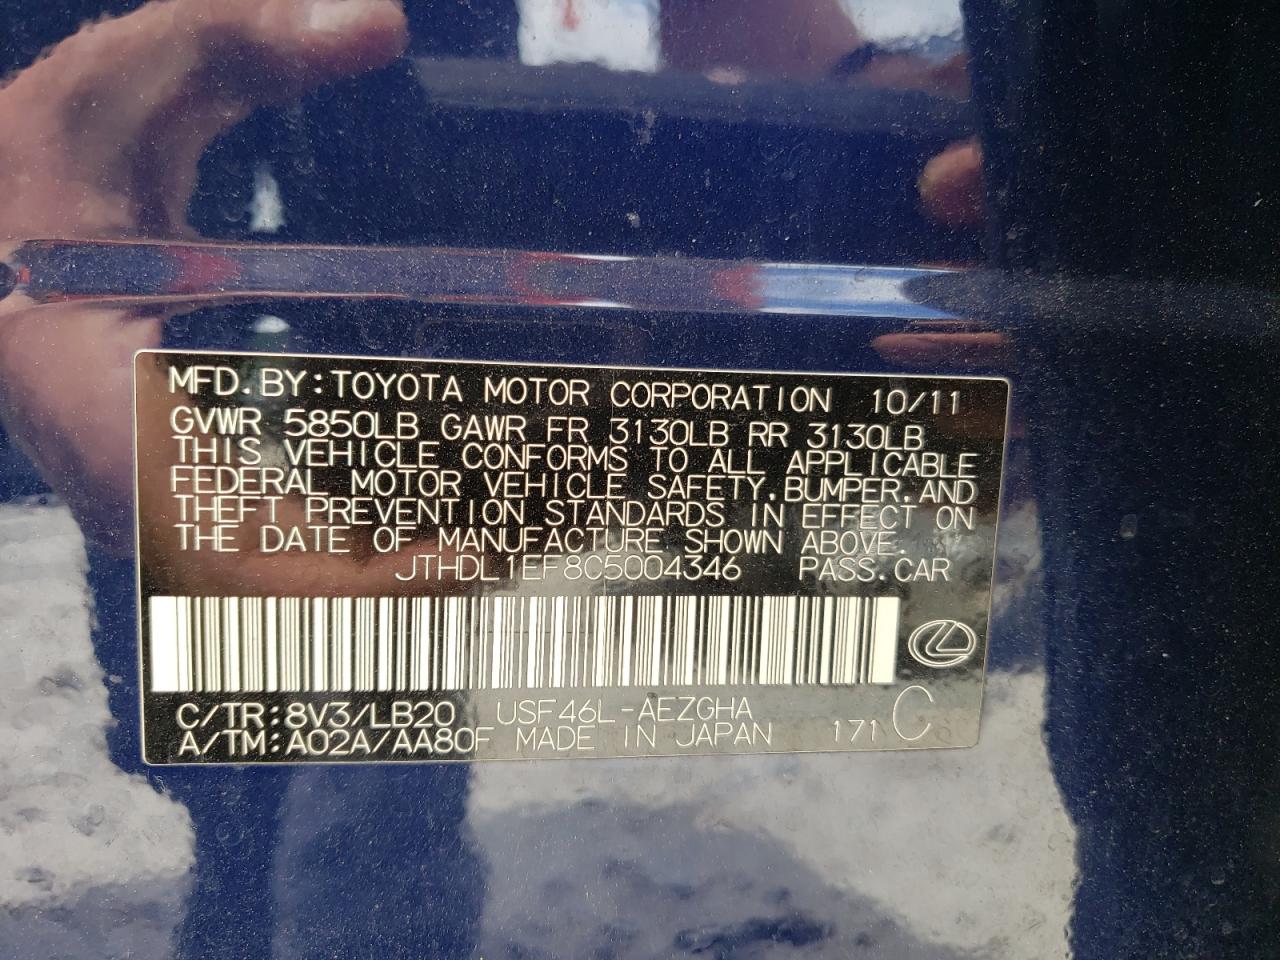 MFD.BY:TOYOTA MOTOR CORPORATION 10/11
GVWR 5850LB GAWR FR 3130LB RR 3130LB
THIS VEHICLE CONFORMS TO ALL APPLICABLE
FEDERAL MOTOR VEHICLE SAFETY,BUMPER,AND
THEFT PREVENTION STANDARDS IN EFFECT ON
THE DATE OF MANUFACTURE SHOWN ABOVE.
JTHDL1EF8C5004346 PASS.CAR
C/TR:8V3/LB20 USF46L-AEZGHA
A/TM:A02A/AA80F MADE IN JAPAN 171 C